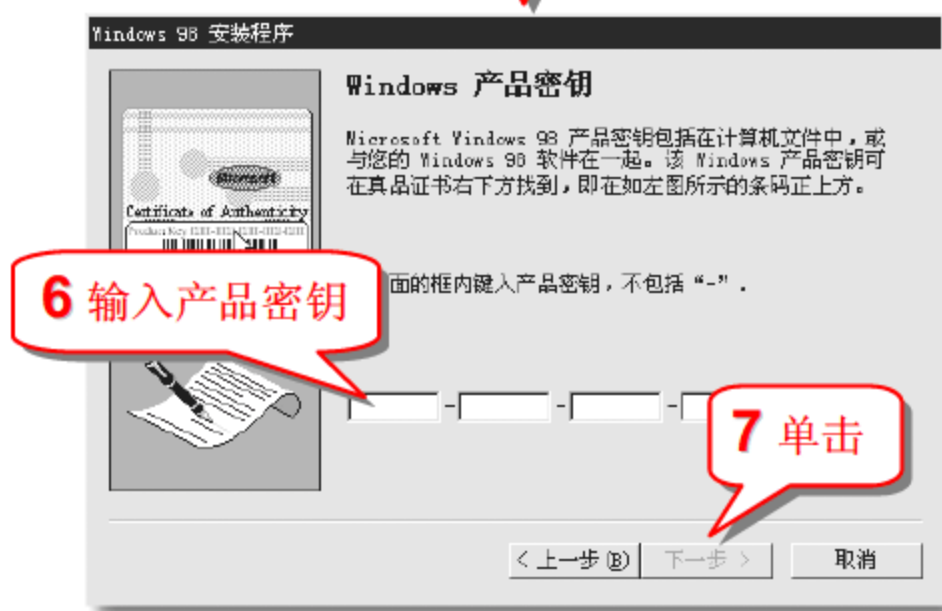 Windows 98 安装程序
Windows 产品密钥
Microsoft Windows 98 产品密钥包括在计算机文件中，或
与您的 Windows 98 软件在一起。该 Windows 产品密钥可
在真品证书右下方找到，即在如左图所示的条码正上方。
Microsoft
Certificate of Authenticity
Product Key
面的框内键入产品密钥，不包括“-”.
6 输入产品密钥
- - -
7 单击
< 上一步(B)
下一步 >
取消